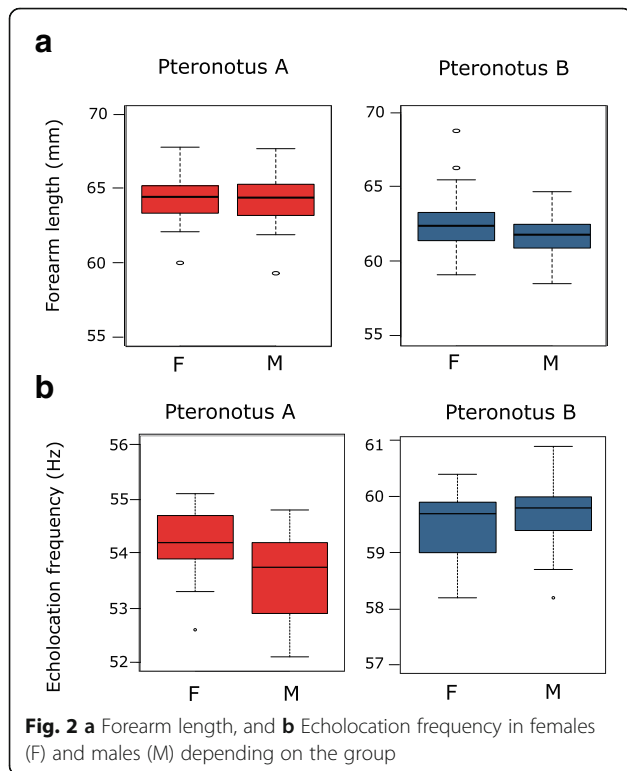 a
Pteronotus A Pteronotus B
Forearm length (mm)
70 70
65 65
60 60
55 55
F M F M
b
Pteronotus A Pteronotus B
Echolocation frequency (Hz)
56 61
55 60
54 59
53 58
52 57
F M F M
Fig. 2 a Forearm length, and b Echolocation frequency in females
(F) and males (M) depending on the group